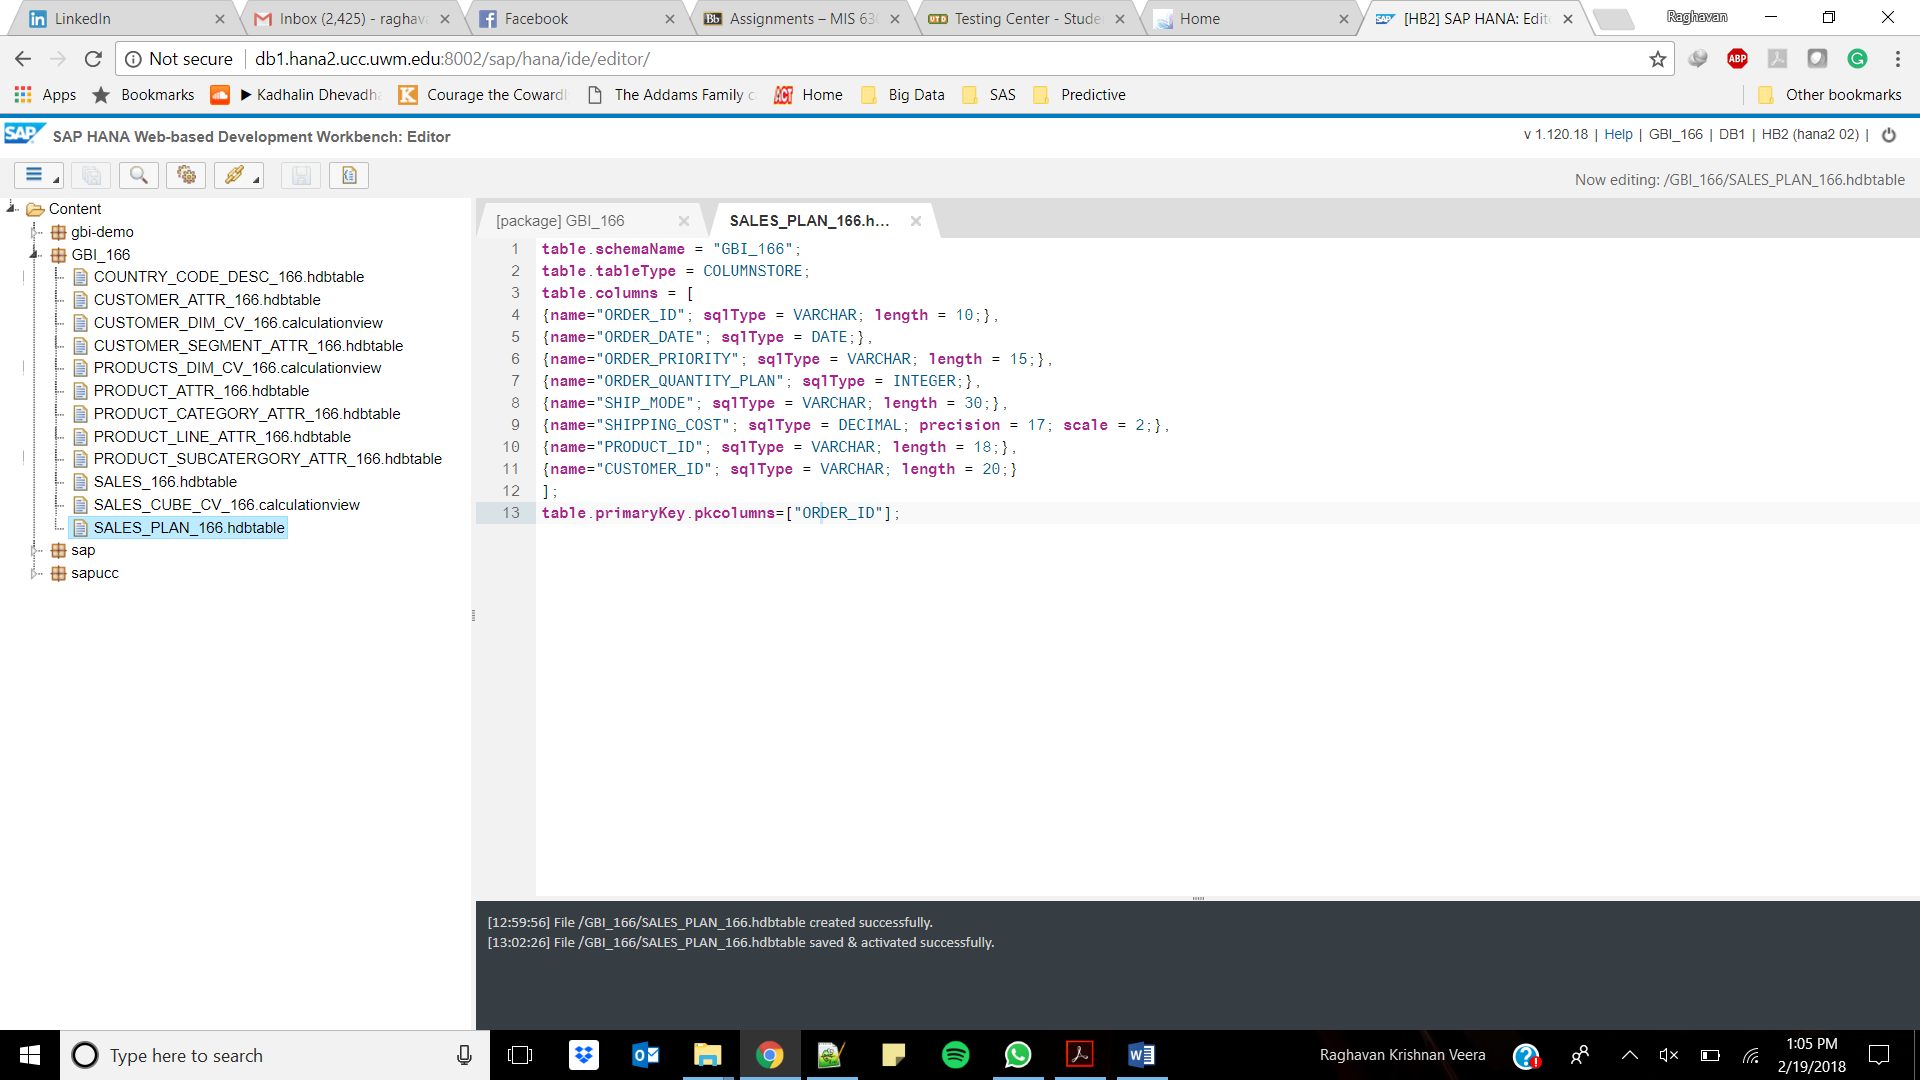 LinkedIn
Inbox (2,425) - raghav
Facebook
Bb Assignments – MIS 63
UTD Testing Center - Stude
Home
SAP [HB2] SAP HANA: Edit
Raghavan
Not secure db1.hana2.ucc.uwm.edu:8002/sap/hana/ide/editor/
ABP
Apps Bookmarks Kadhalin Dhevadh Courage the Coward The Addams Family ACT Home Big Data SAS Predictive Other bookmarks
SAP SAP HANA Web-based Development Workbench: Editor
v 1.120.18 | Help | GBI_166 | DB1 | HB2 (hana2 02) |
Now editing: /GBI_166/SALES_PLAN_166.hdbtable
Content
gbi-demo
GBI_166
COUNTRY_CODE_DESC_166.hdbtable
CUSTOMER_ATTR_166.hdbtable
CUSTOMER_DIM_CV_166.calculationview
CUSTOMER_SEGMENT_ATTR_166.hdbtable
PRODUCTS_DIM_CV_166.calculationview
PRODUCT_ATTR_166.hdbtable
PRODUCT_CATEGORY_ATTR_166.hdbtable
PRODUCT_LINE_ATTR_166.hdbtable
PRODUCT_SUBCATERGORY_ATTR_166.hdbtable
SALES_166.hdbtable
SALES_CUBE_CV_166.calculationview
SALES_PLAN_166.hdbtable
sap
sapucc
[package] GBI_166
SALES_PLAN_166.h...
1 table.schemaName = "GBI_166";
2 table.tableType = COLUMNSTORE;
3 table.columns = [
4 {name="ORDER_ID"; sqlType = VARCHAR; length = 10;},
5 {name="ORDER_DATE"; sqlType = DATE;},
6 {name="ORDER_PRIORITY"; sqlType = VARCHAR; length = 15;},
7 {name="ORDER_QUANTITY_PLAN"; sqlType = INTEGER;},
8 {name="SHIP_MODE"; sqlType = VARCHAR; length = 30;},
9 {name="SHIPPING_COST"; sqlType = DECIMAL; precision = 17; scale = 2;},
10 {name="PRODUCT_ID"; sqlType = VARCHAR; length = 18;},
11 {name="CUSTOMER_ID"; sqlType = VARCHAR; length = 20;}
12 ];
13 table.primaryKey.pkcolumns=["ORDER_ID"];
[12:59:56] File /GBI_166/SALES_PLAN_166.hdbtable created successfully.
[13:02:26] File /GBI_166/SALES_PLAN_166.hdbtable saved & activated successfully.
Type here to search
Raghavan Krishnan Veera
1:05 PM
2/19/2018